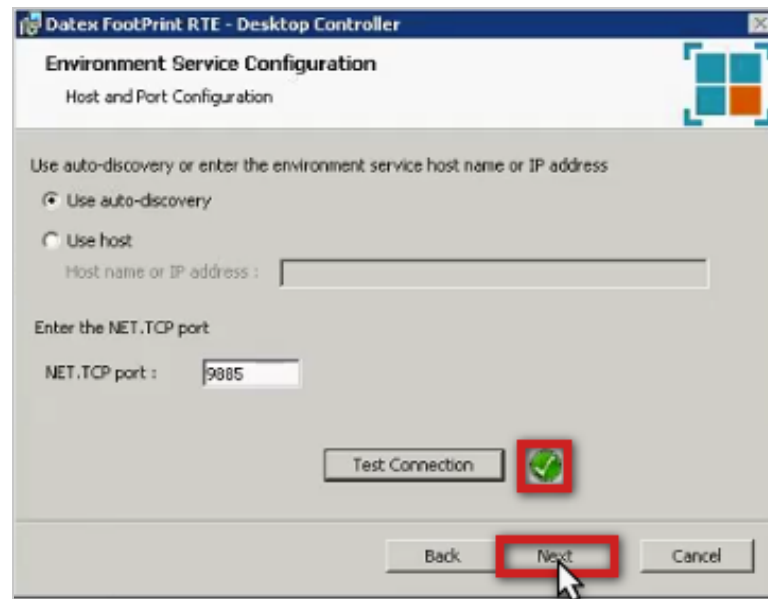 Datex FootPrint RTE - Desktop Controller
Environment Service Configuration
Host and Port Configuration
Use auto-discovery or enter the environment service host name or IP address
Use auto-discovery
Use host
Host name or IP address :
Enter the NET.TCP port
NET.TCP port : 9885
Test Connection
Back Next Cancel